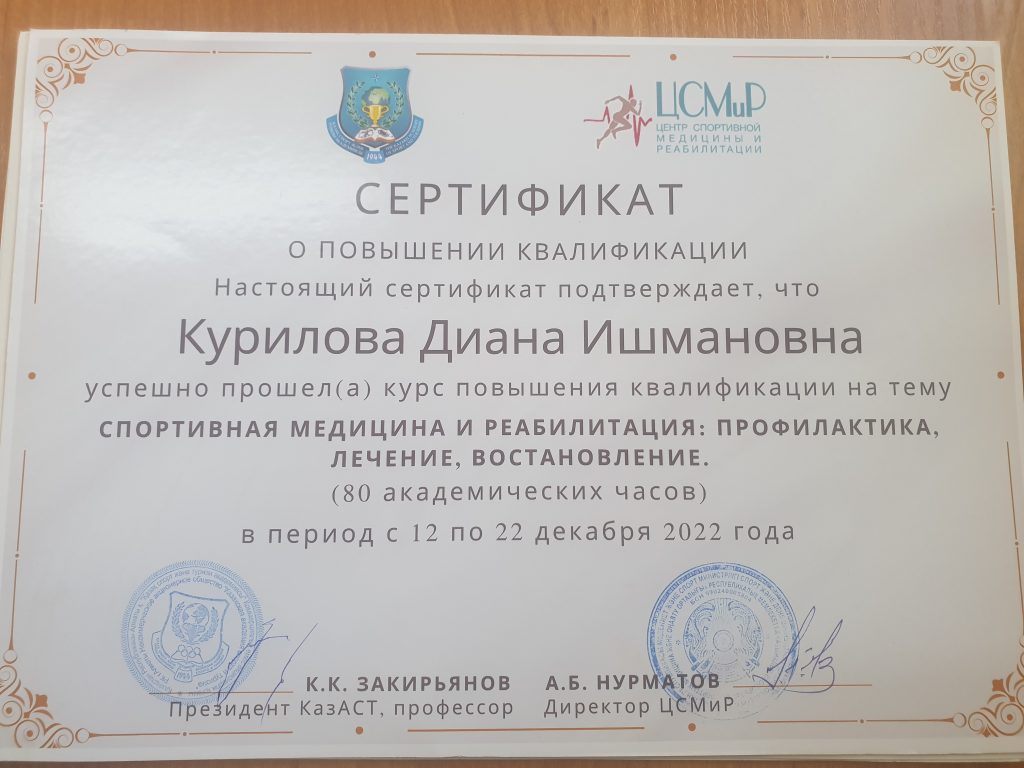 1944
ЦСМиР
ЦЕНТР СПОРТИВНОЙ
МЕДИЦИНЫ И
РЕАБИЛИТАЦИИ
СЕРТИФИКАТ
О ПОВЫШЕНИИ КВАЛИФИКАЦИИ
Настоящий сертификат подтверждает, что
Курилова Диана Ишмановна
успешно прошел(а) курс повышения квалификации на тему
СПОРТИВНАЯ МЕДИЦИНА И РЕАБИЛИТАЦИЯ: ПРОФИЛАКТИКА,
ЛЕЧЕНИЕ, ВОСТАНОВЛЕНИЕ.
(80 академических часов)
в период с 12 по 22 декабря 2022 года
К.К. ЗАКИРЬЯНОВ А.Б. НУРМАТОВ
Президент КазАСТ, профессор Директор ЦСМиР